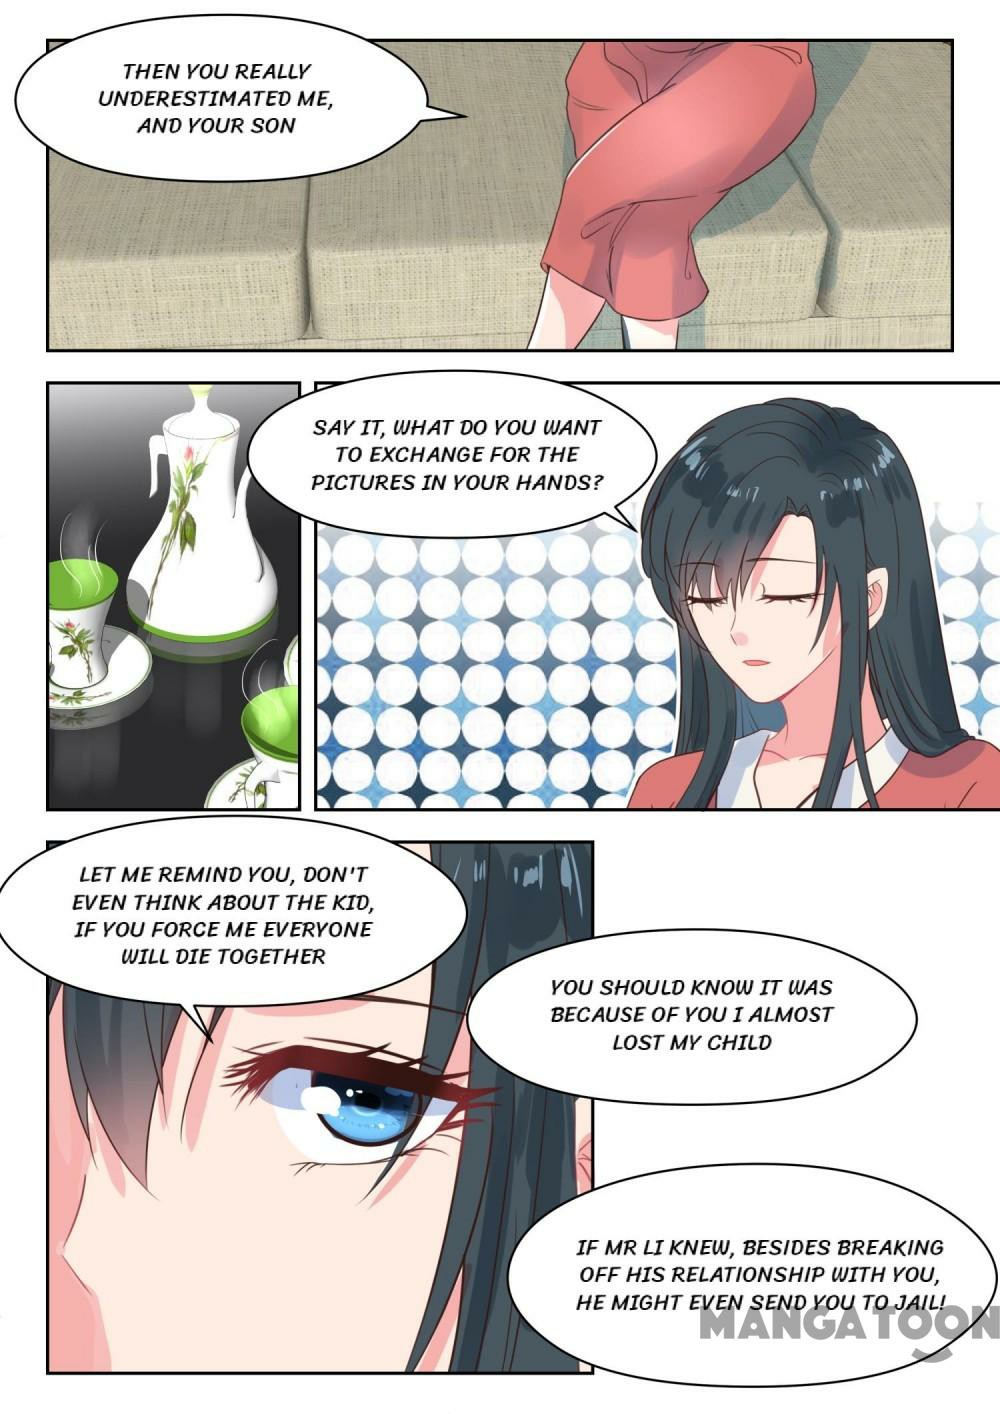 THEN YOU REALLY
UNDERESTIMATED ME,
AND YOUR SON
SAY IT, WHAT DO YOU WANT
TO EXCHANGE FOR THE
PICTURES IN YOUR HANDS?
LET ME REMIND YOU, DON'T
EVEN THINK ABOUT THE KID,
IF YOU FORCE ME EVERYONE
WILL DIE TOGETHER
YOU SHOULD KNOW IT WAS
BECAUSE OF YOU I ALMOST
LOST MY CHILD
IF MR LI KNEW, BESIDES BREAKING
OFF HIS RELATIONSHIP WITH YOU,
HE MIGHT EVEN SEND YOU TO JAIL!
MANGATOON